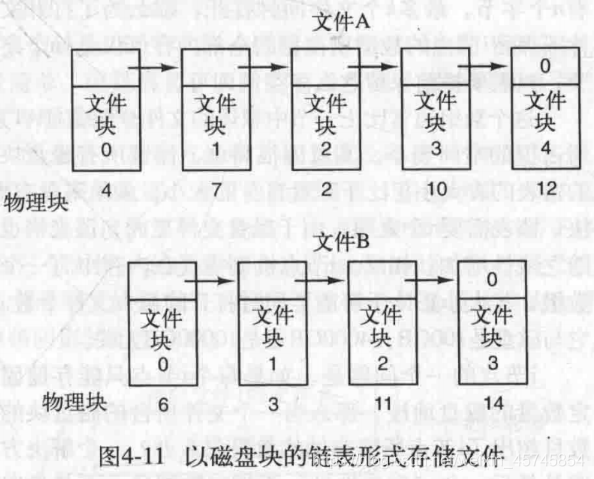 文件A
0
文件 文件 文件 文件 文件
块 块 块 块 块
0 1 2 3 4
物理块 4 7 2 10 12
文件B
0
文件 文件 文件 文件
块 块 块 块
0 1 2 3
物理块 6 3 11 14
图4-11 以磁盘块的链表形式存储文件